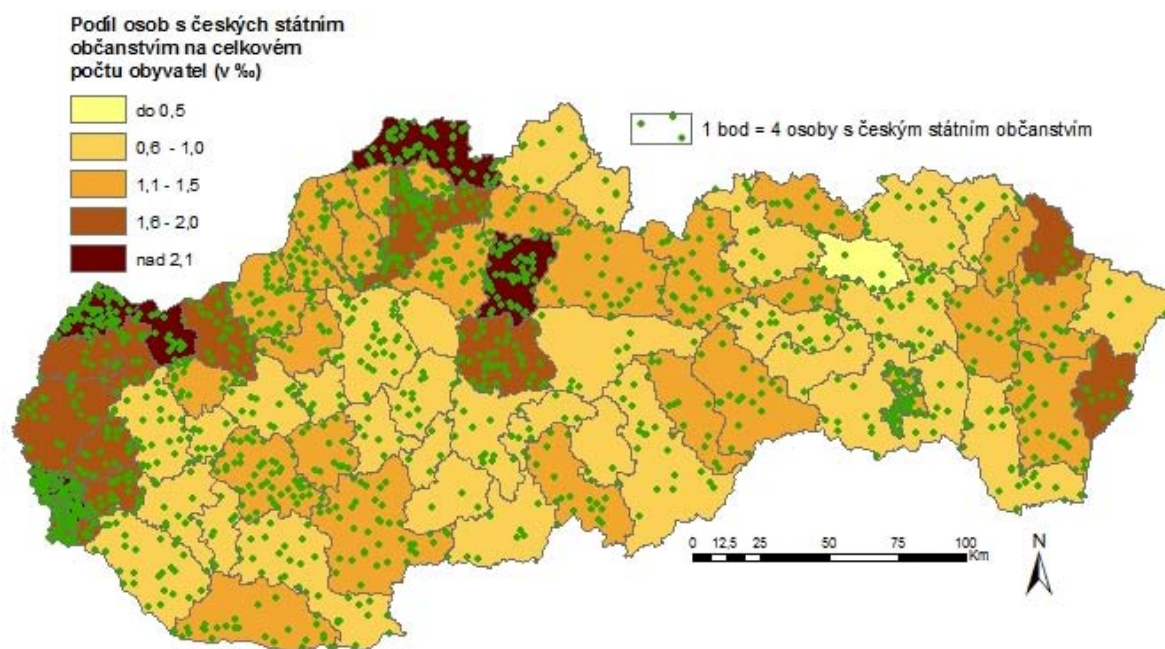 Podíl osob s českých státním
občanstvím na celkovém
počtu obyvatel (v ‰)
do 0,5
0,6 - 1,0
1,1 - 1,5
1,6 - 2,0
nad 2,1
1 bod = 4 osoby s českým státním občanstvím
0 12,5 25 50 75 100
Km
N